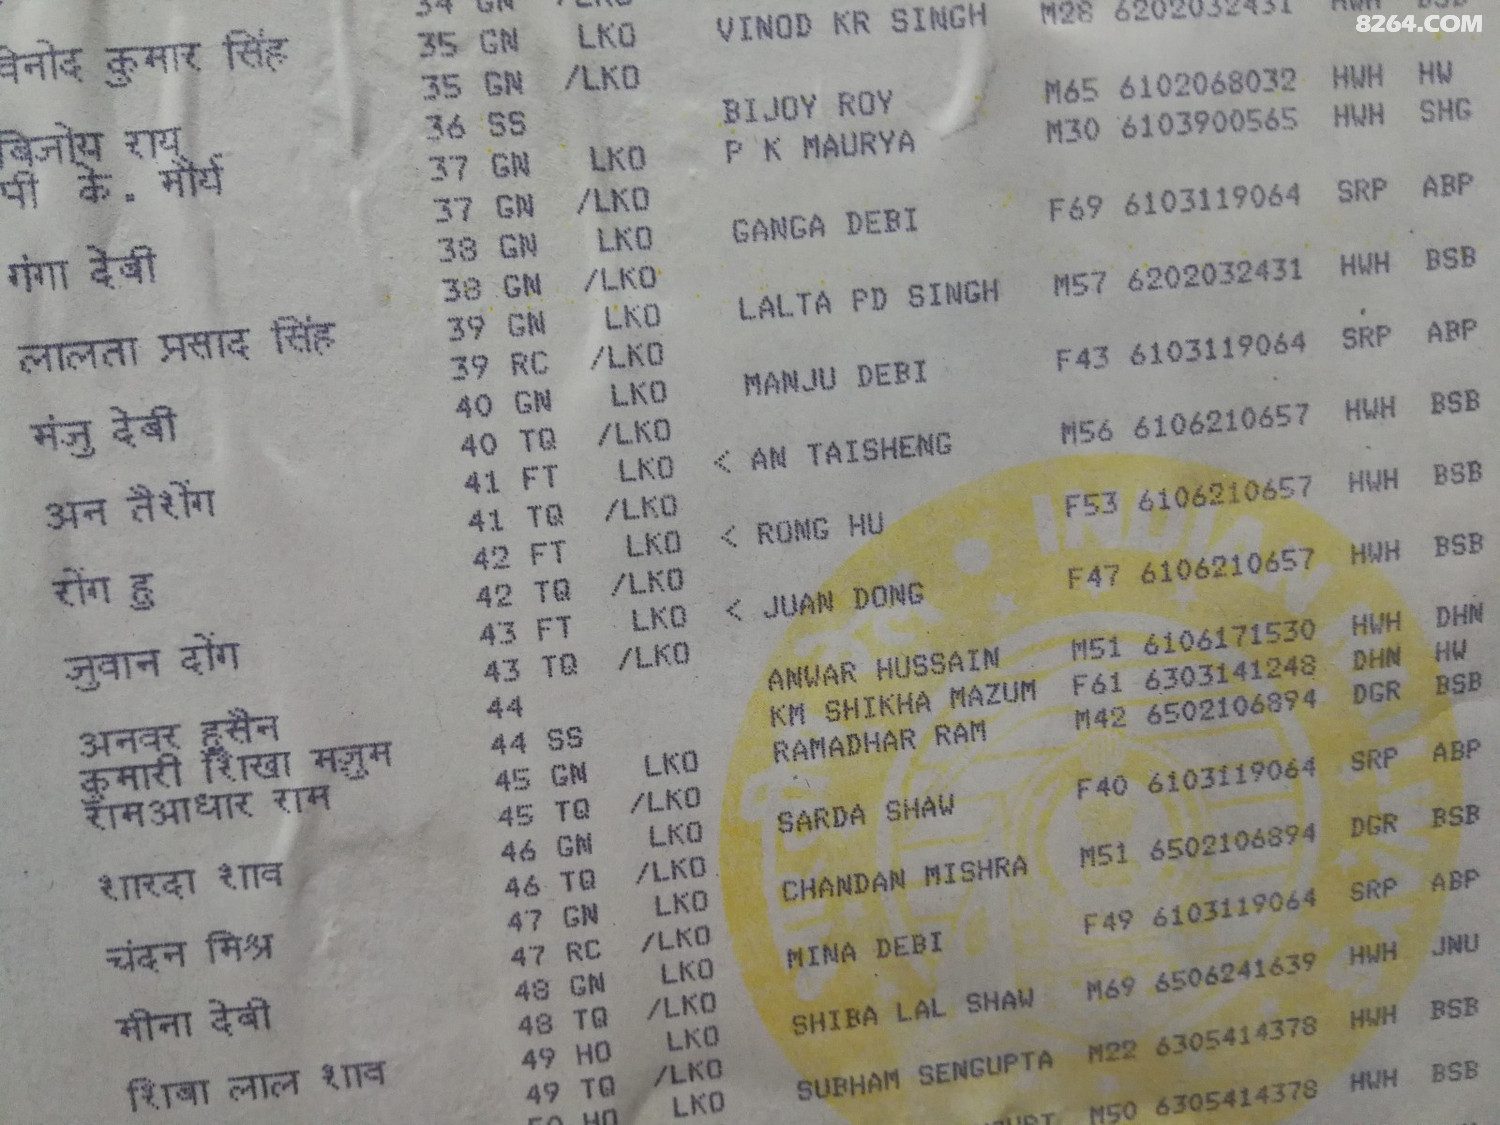 8264.COM
34 GN /LKO
विनोद कुमार सिंह 35 GN LKO VINOD KR SINGH M28 6202032431 HWH BSB
35 GN /LKO
बिजोय राय 36 SS BIJOY ROY M65 6102068032 HWH HW
पी के. मौर्य 37 GN LKO P K MAURYA M30 6103900565 HWH SHG
37 GN /LKO
गंगा देबी 38 GN LKO GANGA DEBI F69 6103119064 SRP ABP
38 GN /LKO
लालता प्रसाद सिंह 39 GN LKO LALTA PD SINGH M57 6202032431 HWH BSB
39 RC /LKO
मंजु देबी 40 GN LKO MANJU DEBI F43 6103119064 SRP ABP
40 TQ /LKO
अन तैशेंग 41 FT LKO < AN TAISHENG M56 6106210657 HWH BSB
41 TQ /LKO
रोंग हु 42 FT LKO < RONG HU F53 6106210657 HWH BSB
42 TQ /LKO
जुवान दोंग 43 FT LKO < JUAN DONG F47 6106210657 HWH BSB
43 TQ /LKO
अनवर हुसैन 44 ANWAR HUSSAIN M51 6106171530 HWH DHN
कुमारी शिखा मजुम 44 SS KM SHIKHA MAZUM F61 6303141248 DHN HW
रामआधार राम 45 GN LKO RAMADHAR RAM M42 6502106894 DGR BSB
45 TQ /LKO
शारदा शाव 46 GN LKO SARDA SHAW F40 6103119064 SRP ABP
46 TQ /LKO
चंदन मिश्र 47 GN LKO CHANDAN MISHRA M51 6502106894 DGR BSB
47 RC /LKO
मीना देबी 48 GN LKO MINA DEBI F49 6103119064 SRP ABP
48 TQ /LKO
शिबा लाल शाव 49 HO LKO SHIBA LAL SHAW M69 6506241639 HWH JNU
49 TQ /LKO
50 HO LKO SUBHAM SENGUPTA M22 6305414378 HWH BSB
M50 6305414378 HWH BSB
INDIAN